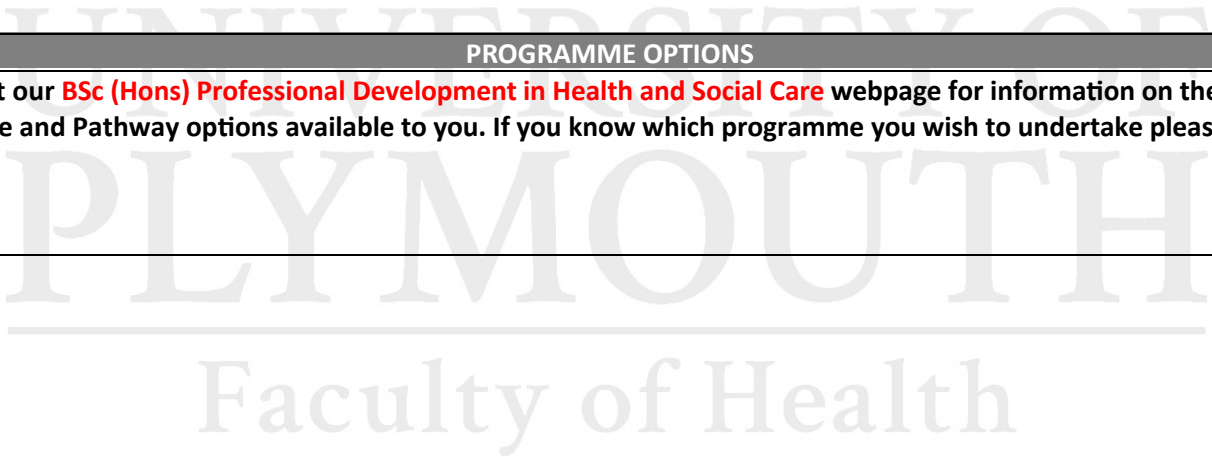 UNIVERSITY OF
PROGRAMME OPTIONS
our BSc (Hons) Professional Development in Health and Social Care webpage for information on the
and Pathway options available to you. If you know which programme you wish to undertake
PLYMOUTH
Faculty of Health